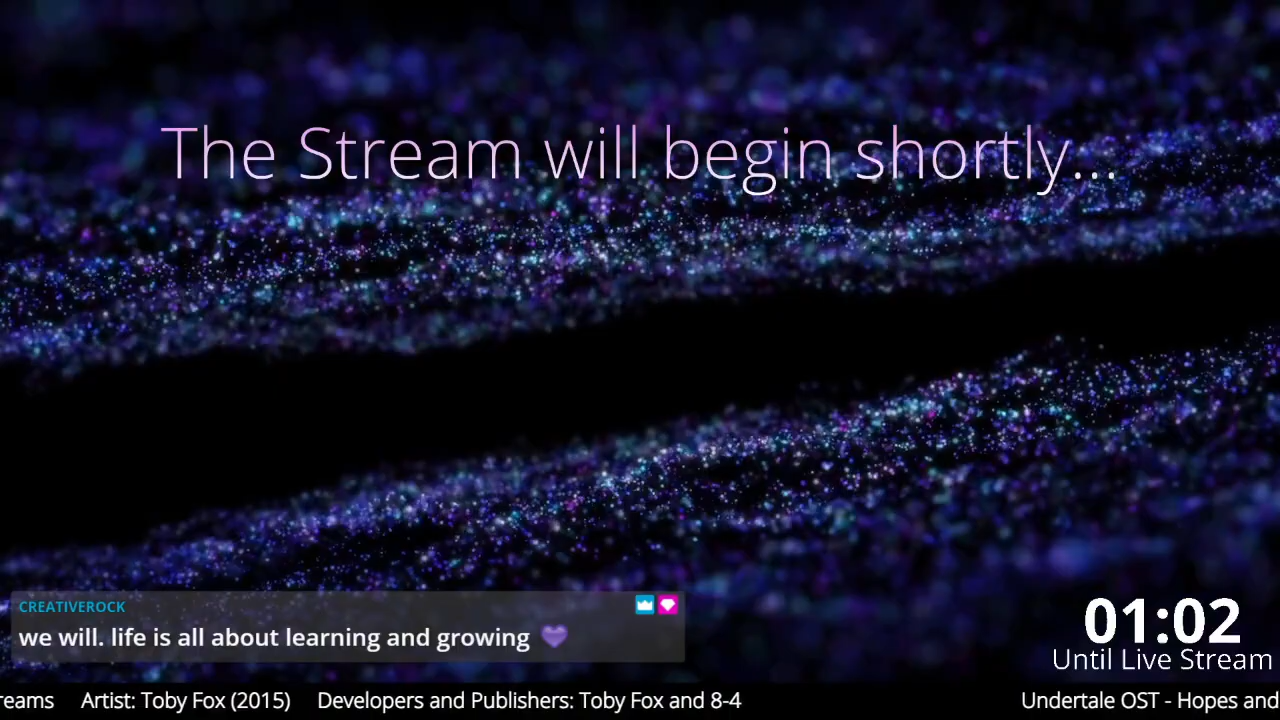 The Stream will begin shortly...
CREATIVEROCK
we will. life is all about learning and growing 💜
01:02
Until Live Stream
reams Artist: Toby Fox (2015) Developers and Publishers: Toby Fox and 8-4 Undertale OST - Hopes and